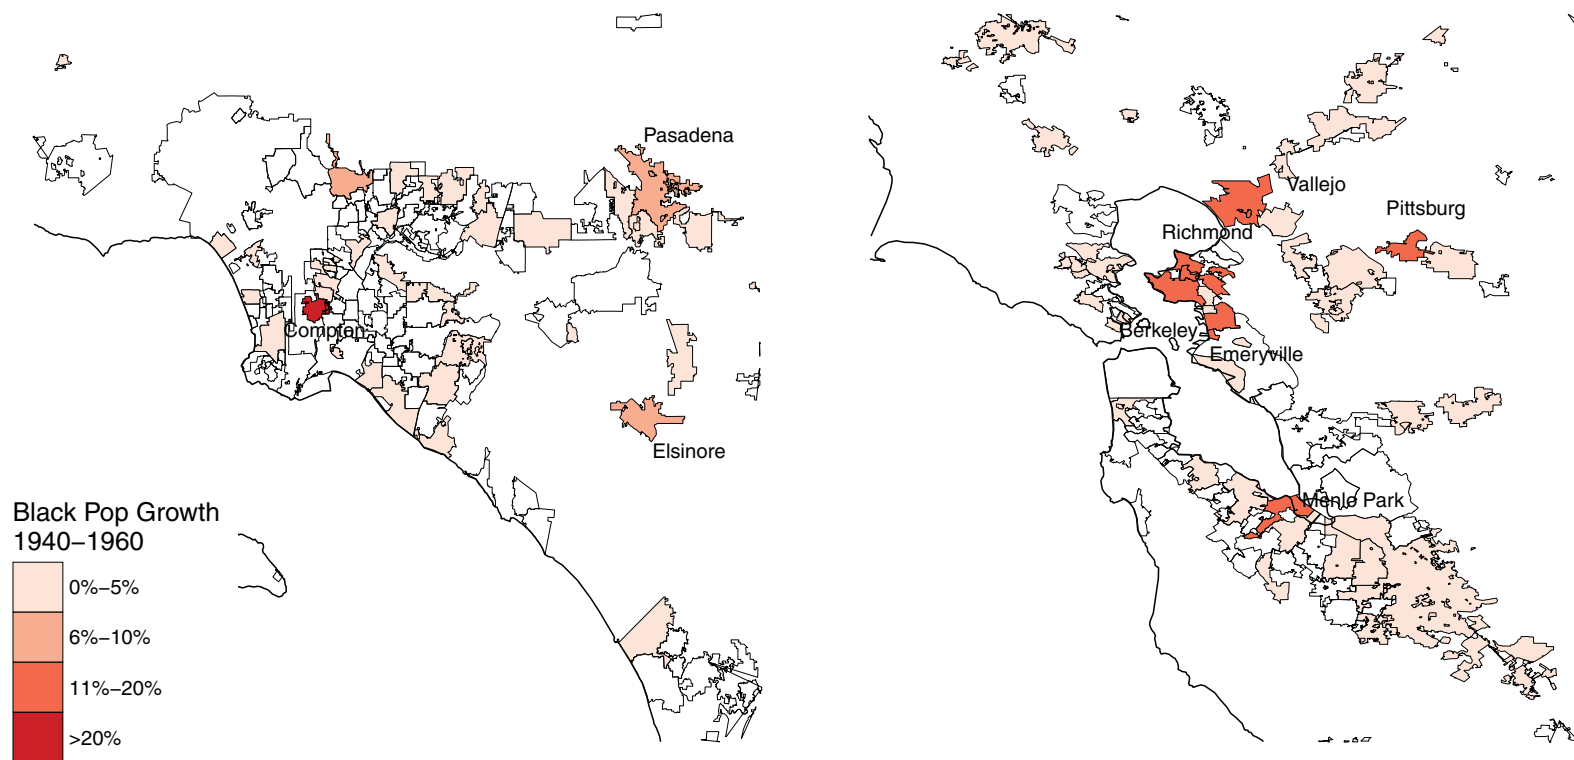 Pasadena
Compton
Elsinore
Black Pop Growth
1940–1960
0%–5%
6%–10%
11%–20%
>20%
Vallejo
Pittsburg
Richmond
Berkeley
Emeryville
Menlo Park